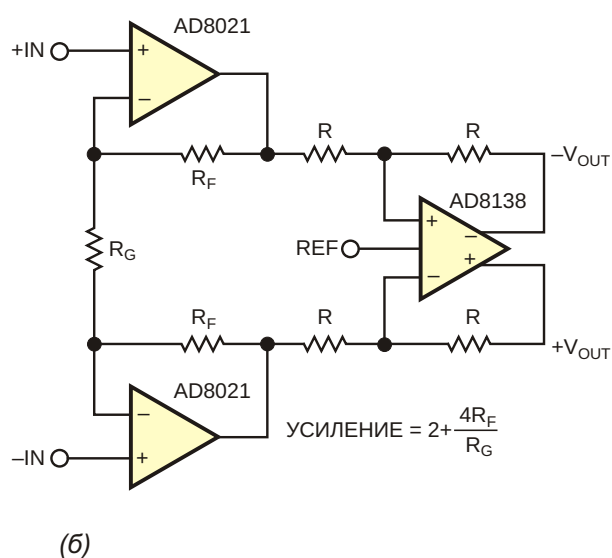 AD8021
+IN
+
–
R
R
–V_OUT
R_F
AD8138
+
–
REF
+
R_G
–
R_F
R
R
+V_OUT
AD8021
–
УСИЛЕНИЕ = 2+ 4R_F / R_G
–IN
+
(б)